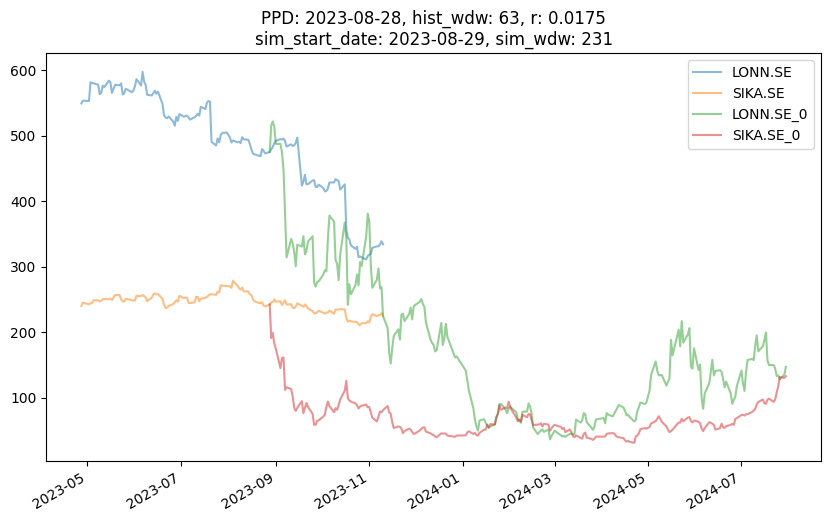 PPD: 2023-08-28, hist_wdw: 63, r: 0.0175
sim_start_date: 2023-08-29, sim_wdw: 231
LONN.SE
SIKA.SE
LONN.SE_0
SIKA.SE_0
600
500
400
300
200
100
2023-05
2023-07
2023-09
2023-11
2024-01
2024-03
2024-05
2024-07